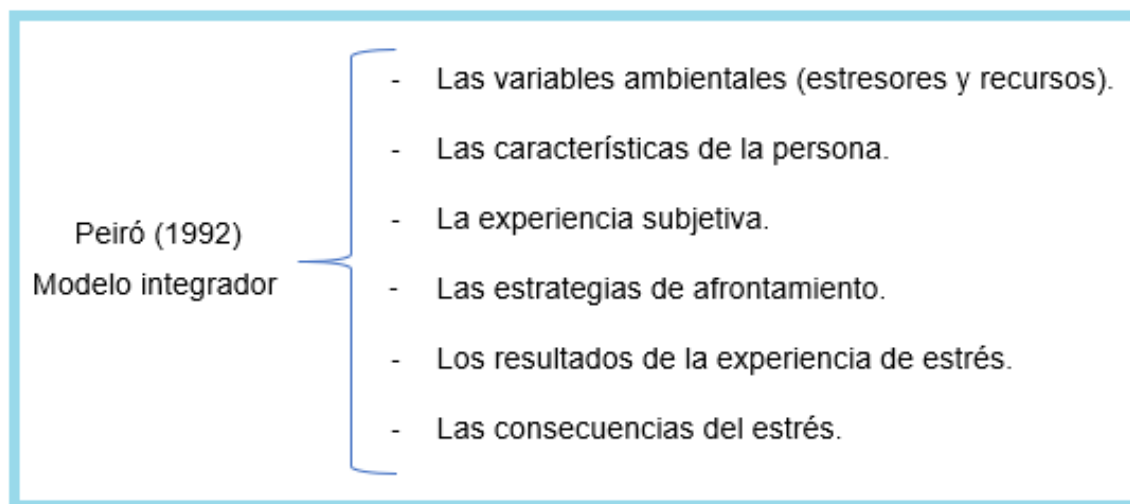 Peiró (1992)
Modelo integrador
- Las variables ambientales (estresores y recursos).
- Las características de la persona.
- La experiencia subjetiva.
- Las estrategias de afrontamiento.
- Los resultados de la experiencia de estrés.
- Las consecuencias del estrés.